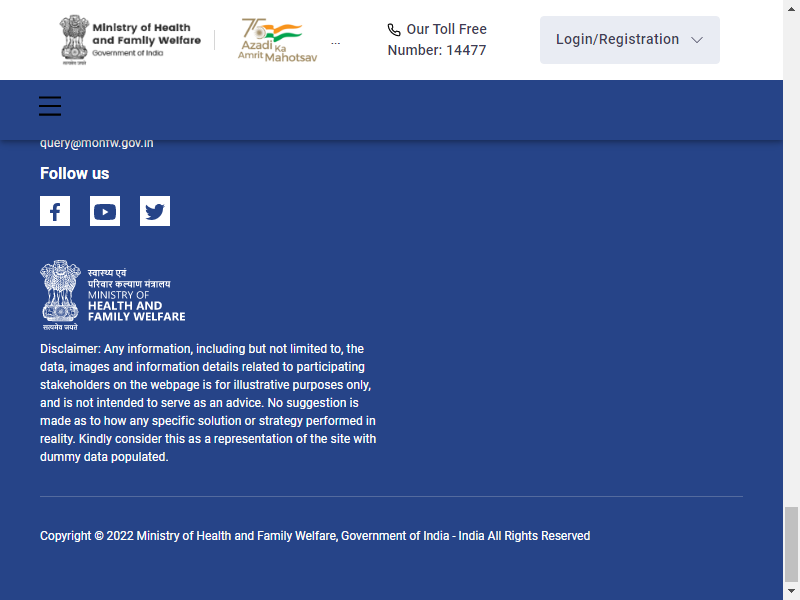 Ministry of Health
and Family Welfare
Government of India
75
Azadi Ka
Amrit Mahotsav
...
Our Toll Free
Number: 14477
Login/Registration
query@mohfw.gov.in
Follow us
स्वास्थ्य एवं
परिवार कल्याण मंत्रालय
MINISTRY OF
HEALTH AND
FAMILY WELFARE
सत्यमेव जयते
Disclaimer: Any information, including but not limited to, the
data, images and information details related to participating
stakeholders on the webpage is for illustrative purposes only,
and is not intended to serve as an advice. No suggestion is
made as to how any specific solution or strategy performed in
reality. Kindly consider this as a representation of the site with
dummy data populated.
Copyright © 2022 Ministry of Health and Family Welfare, Government of India - India All Rights Reserved